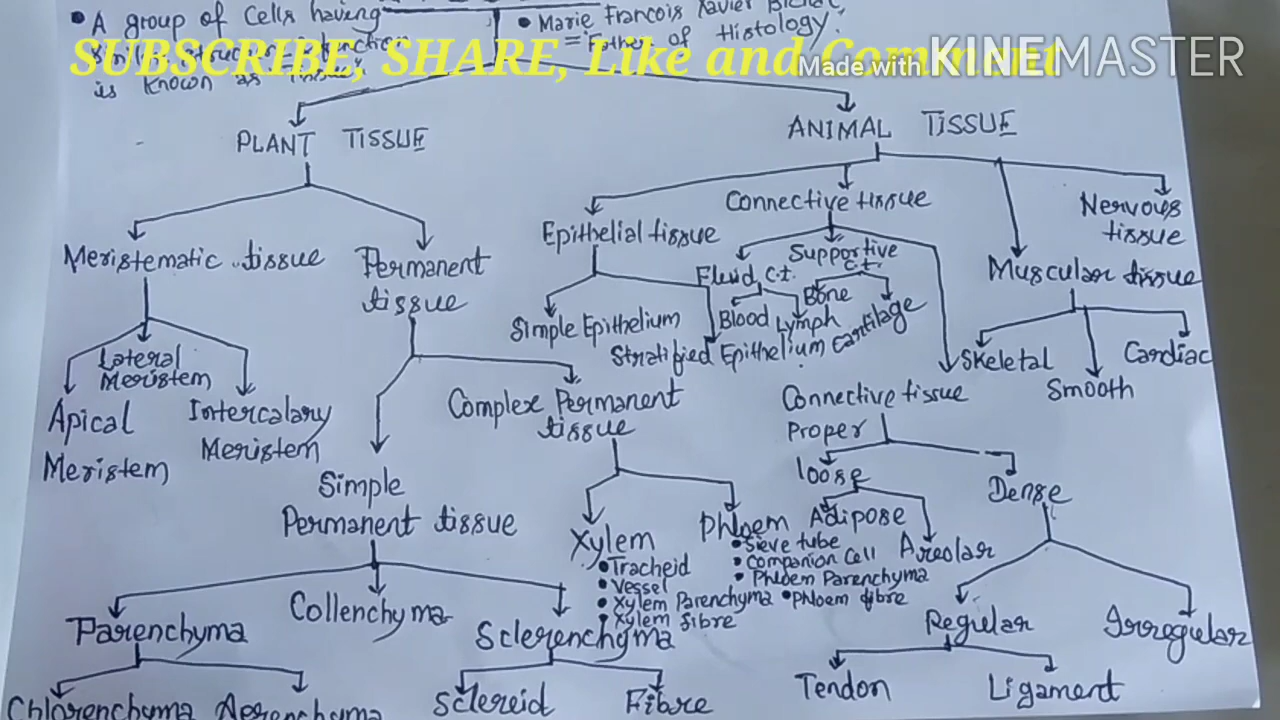 • A group of Cells having
is known as
• Marie Francois Xavier
= Father of Histology.
SUBSCRIBE, SHARE, Like and Comment
Made with KINEMASTER
PLANT TISSUE
ANIMAL TISSUE
Meristematic tissue
Permanent
tissue
Epithelial tissue
Connective tissue
Nervous
tissue
Muscular tissue
Fluid C.t.
Supportive
c.t.
Blood
Lymph
Bone
Cartilage
Simple Epithelium
Stratified Epithelium
Skeletal
Smooth
Cardiac
Lateral
Meristem
Apical
Meristem
Intercalary
Meristem
Complex Permanent
tissue
Connective tissue
Proper
Simple
Permanent tissue
loose
Dense
Xylem
• Tracheid
• Vessel
• Xylem Parenchyma
• Xylem fibre
Phloem
• Sieve tube
• Companion Cell
• Phloem Parenchyma
• Phloem fibre
Adipose
Areolar
Regular
Irregular
Parenchyma
Collenchyma
Sclerenchyma
Tendon
Ligament
Chlorenchyma
Aerenchyma
Sclereid
Fibre